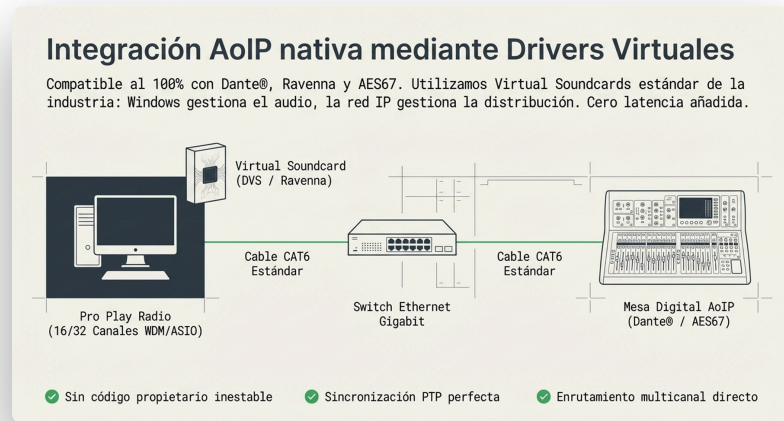 Integración AoIP nativa mediante Drivers Virtuales
Compatible al 100% con Dante®, Ravenna y AES67. Utilizamos Virtual Soundcards estándar de la
industria: Windows gestiona el audio, la red IP gestiona la distribución. Cero latencia añadida.
Virtual Soundcard
(DVS / Ravenna)
Cable CAT6
Estándar
Cable CAT6
Estándar
Pro Play Radio
(16/32 Canales WDM/ASIO)
Switch Ethernet
Gigabit
Mesa Digital AoIP
(Dante® / AES67)
Sin código propietario inestable
Sincronización PTP perfecta
Enrutamiento multicanal directo